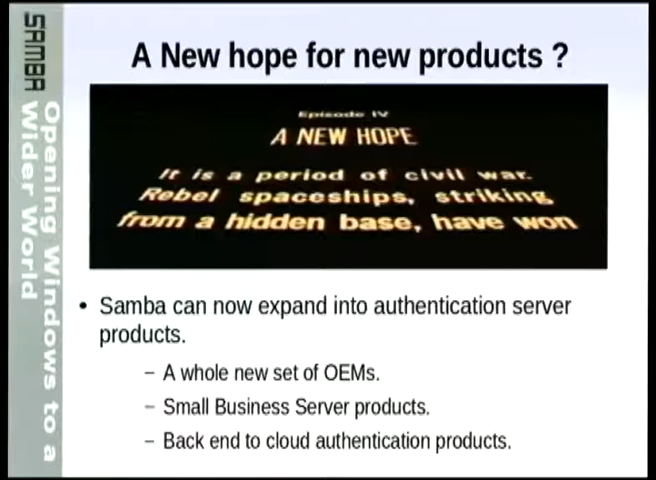 SAMBA
Opening Windows to a
Wider World
A New hope for new products ?
Episode IV
A NEW HOPE
It is a period of civil war.
Rebel spaceships, striking
from a hidden base, have won
• Samba can now expand into authentication server
products.
– A whole new set of OEMs.
– Small Business Server products.
– Back end to cloud authentication products.